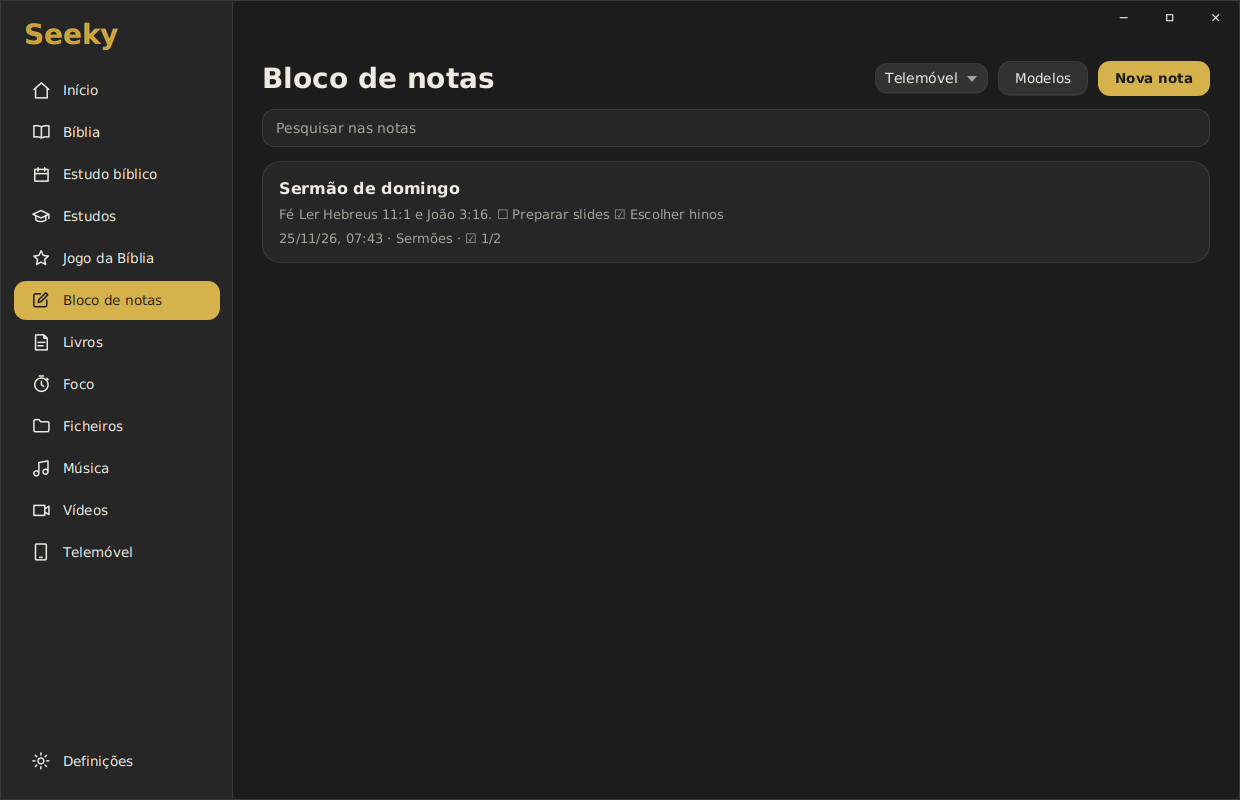 Seeky
Início
Bíblia
Estudo bíblico
Estudos
Jogo da Bíblia
Bloco de notas
Livros
Foco
Ficheiros
Música
Vídeos
Telemóvel
Definições
Bloco de notas
Telemóvel
Modelos
Nova nota
Pesquisar nas notas
Sermão de domingo
Fé Ler Hebreus 11:1 e João 3:16. ☐ Preparar slides ☑ Escolher hinos
25/11/26, 07:43 · Sermões · ☑ 1/2